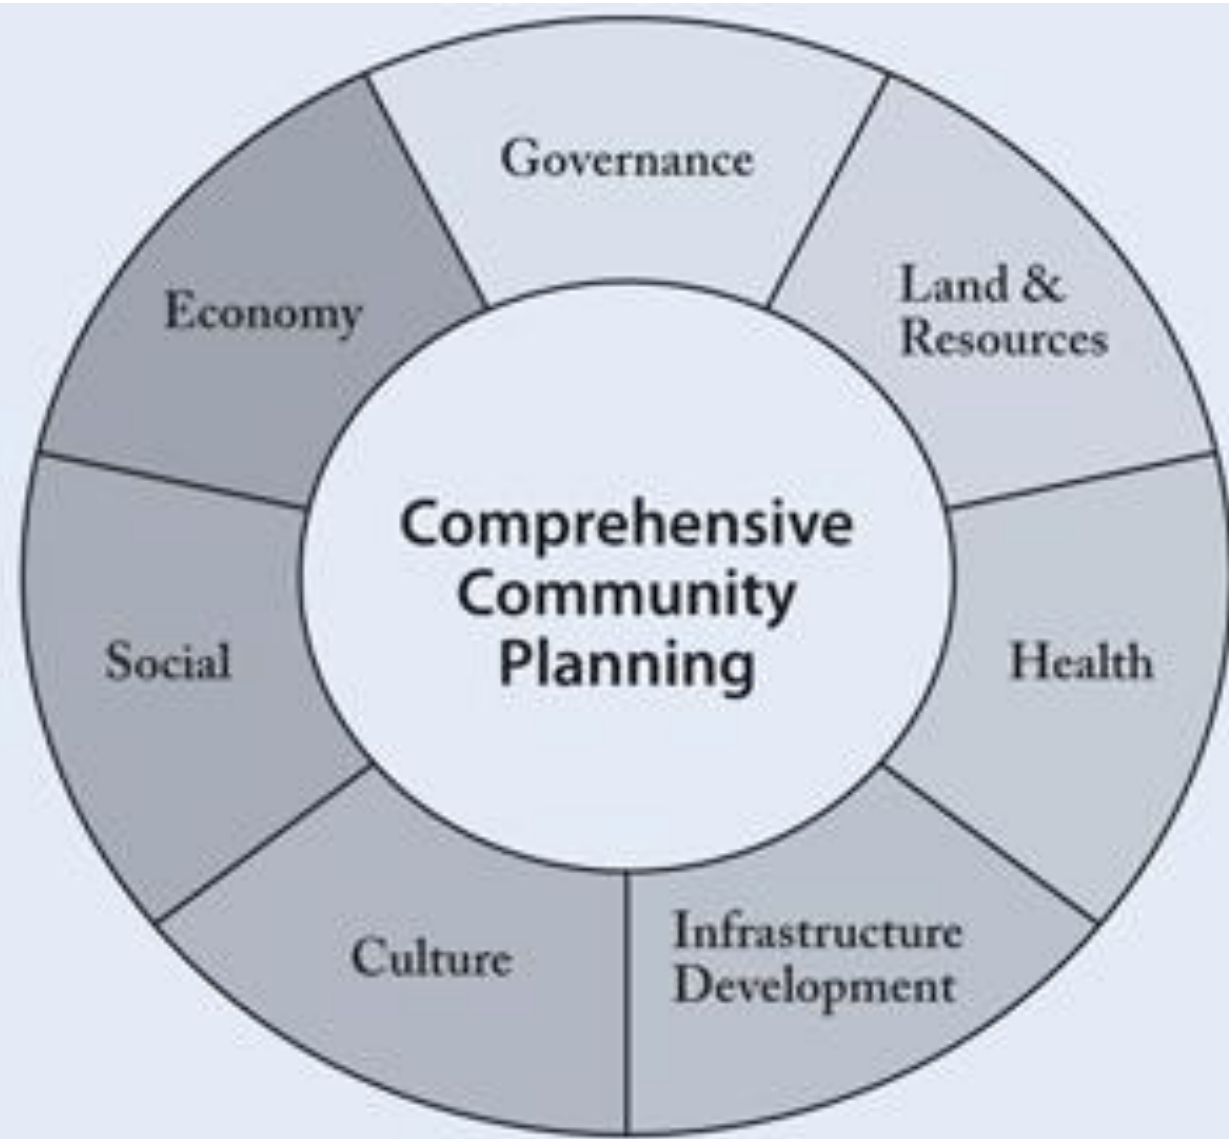 Governance
Land &
Resources
Economy
Comprehensive
Community
Planning
Social
Health
Culture
Infrastructure
Development